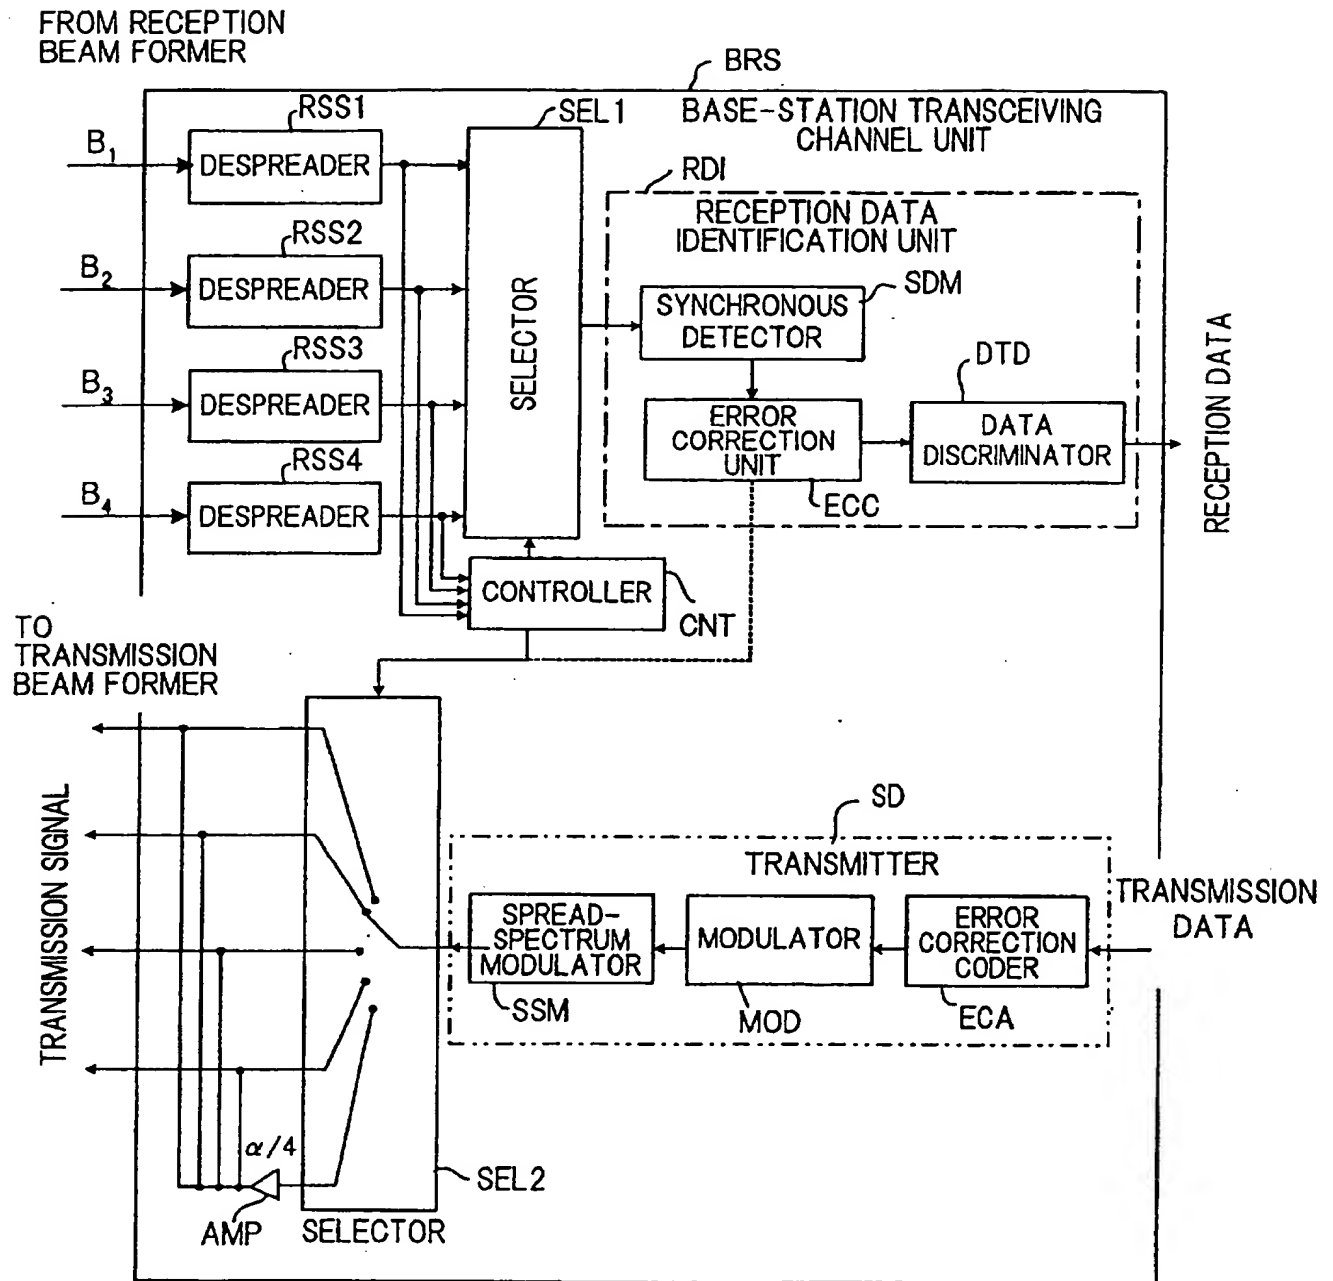 FROM RECEPTION
BEAM FORMER
BRS
BASE-STATION TRANSCEIVING
CHANNEL UNIT
RSS1
SEL1
B1
DESPREADER
RDI
RECEPTION DATA
IDENTIFICATION UNIT
RSS2
B2
DESPREADER
SELECTOR
SDM
SYNCHRONOUS
DETECTOR
RSS3
B3
DESPREADER
DTD
ERROR
CORRECTION
UNIT
DATA
DISCRIMINATOR
RECEPTION DATA
RSS4
B4
DESPREADER
ECC
CONTROLLER
CNT
TO
TRANSMISSION
BEAM FORMER
TRANSMISSION SIGNAL
SD
TRANSMITTER
SPREAD-
SPECTRUM
MODULATOR
MODULATOR
ERROR
CORRECTION
CODER
TRANSMISSION
DATA
SSM
MOD
ECA
α/4
AMP
SEL2
SELECTOR